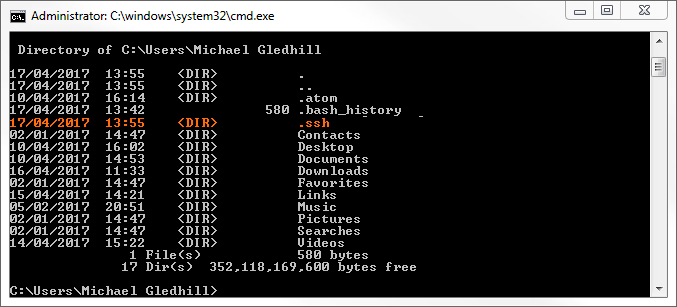 Administrator: C:\windows\system32\cmd.exe
Directory of C:\Users\Michael Gledhill
17/04/2017  13:55    <DIR>          .
17/04/2017  13:55    <DIR>          ..
10/04/2017  16:14    <DIR>          .atom
17/04/2017  13:42               580 .bash_history
17/04/2017  13:55    <DIR>          .ssh
02/01/2017  14:47    <DIR>          Contacts
10/04/2017  16:02    <DIR>          Desktop
10/04/2017  14:53    <DIR>          Documents
16/04/2017  11:33    <DIR>          Downloads
02/01/2017  14:47    <DIR>          Favorites
15/04/2017  14:21    <DIR>          Links
05/02/2017  20:51    <DIR>          Music
02/01/2017  14:47    <DIR>          Pictures
02/01/2017  14:47    <DIR>          Searches
14/04/2017  15:22    <DIR>          Videos
1 File(s)            580 bytes
17 Dir(s)  352,118,169,600 bytes free
C:\Users\Michael Gledhill>